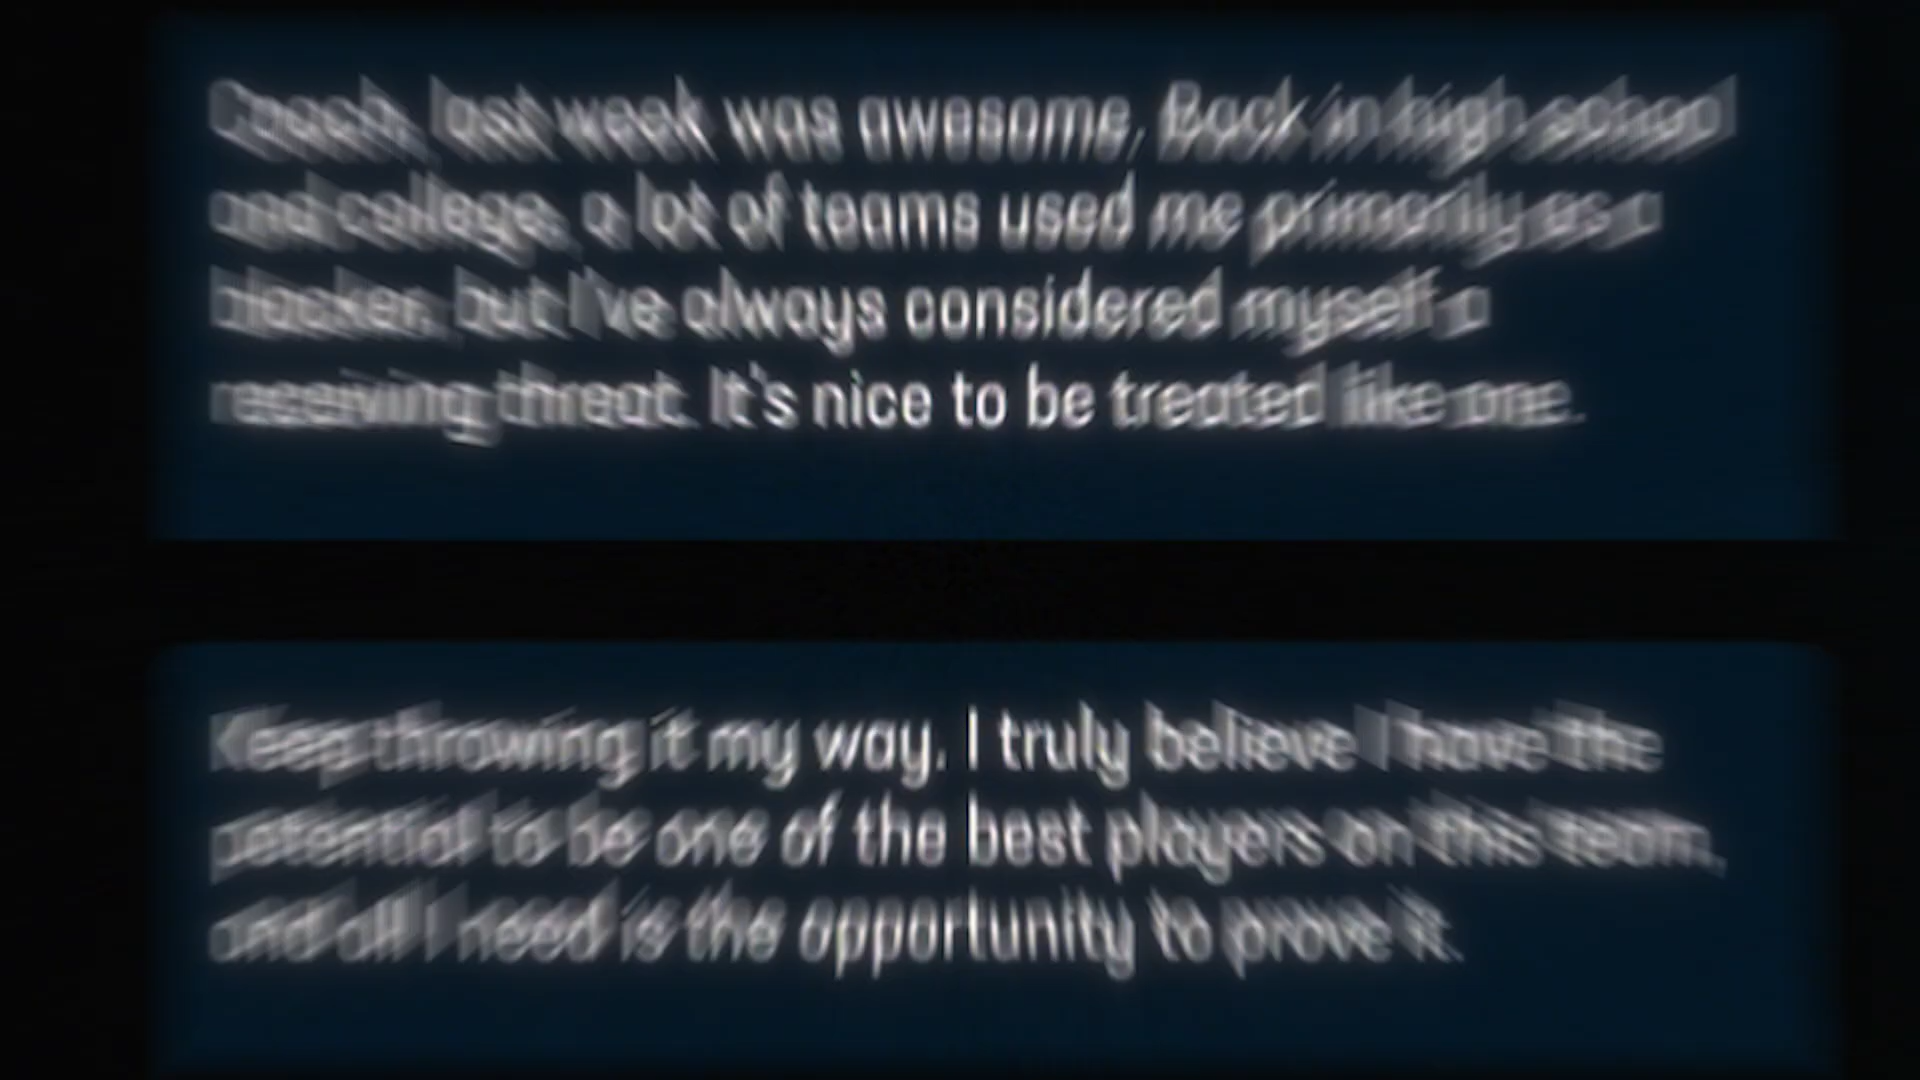 Coach, last week was awesome. Back in high school
and college, a lot of teams used me primarily as a
blocker, but I've always considered myself a
receiving threat. It's nice to be treated like one.
Keep throwing it my way. I truly believe I have the
potential to be one of the best players on this team,
and all I need is the opportunity to prove it.